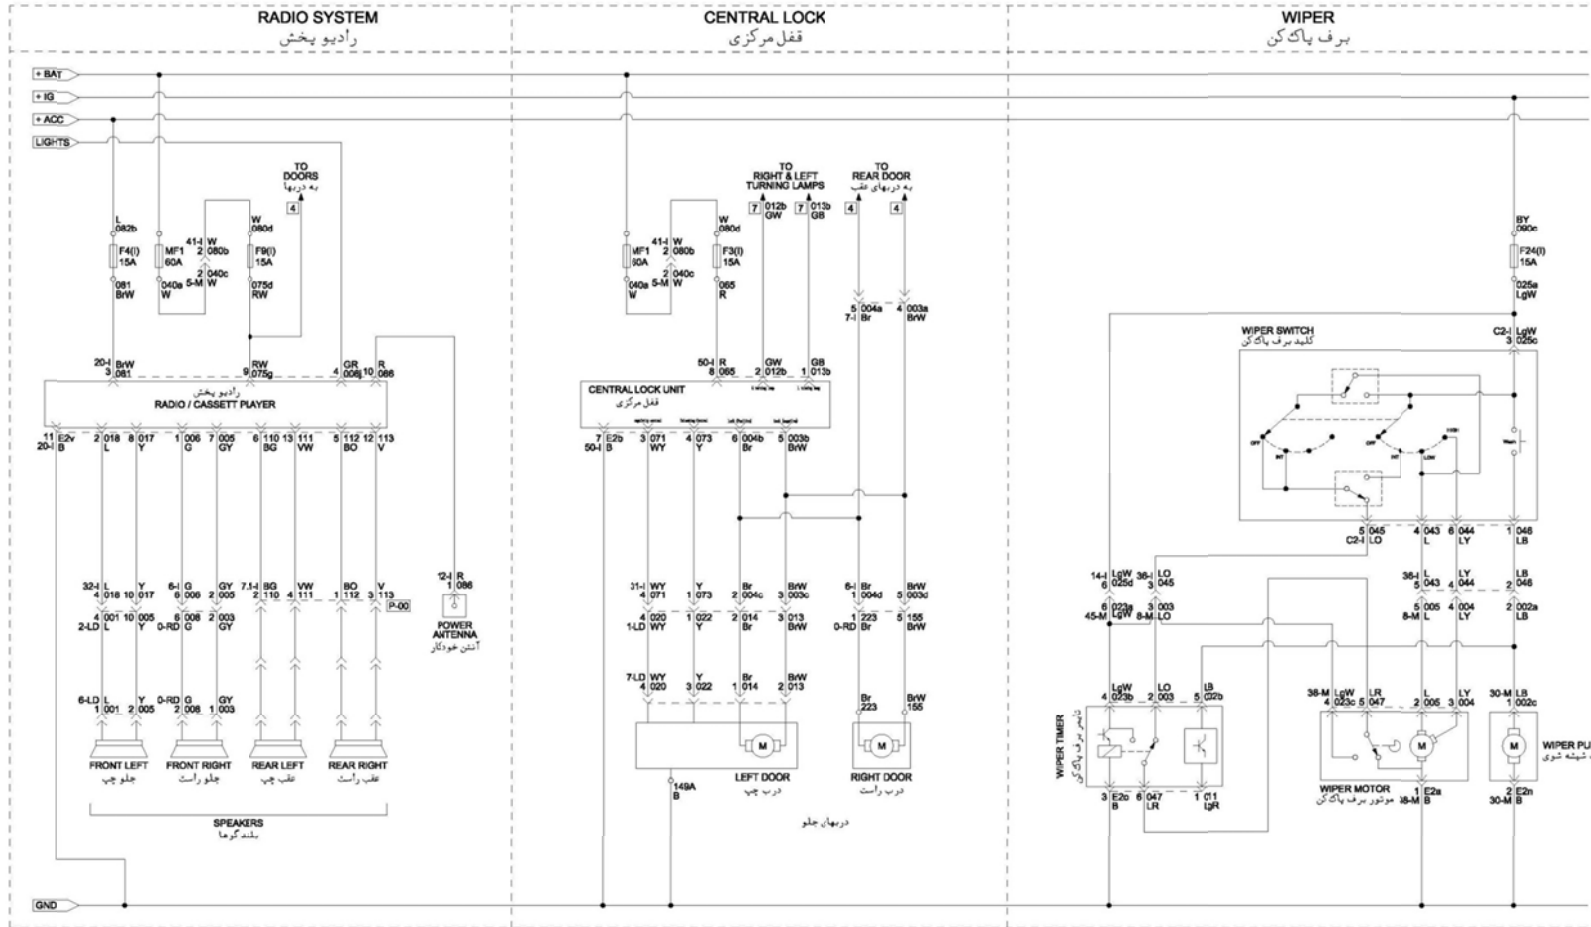 RADIO SYSTEM
رادیو پخش
CENTRAL LOCK
قفل مرکزی
WIPER
برف پاک کن
+ BAT
+ IG
+ ACC
LIGHTS
TO
DOORS
به دربها
4
TO
RIGHT & LEFT
TURNING LAMPS
TO
REAR DOOR
به دربهای عقب
7 012b
GW
7 013b
GB
4
4
L
082b
F4(I)
15A
081
BrW
MF1
60A
040a
W
41-I W
2 080b
2 040c
5-M W
W
080d
F9(I)
15A
075d
RW
MF1
60A
040a
W
41-I W
2 080b
2 040c
5-M W
W
080d
F3(I)
15A
065
R
5 004a
7-I Br
4 003a
BrW
BY
090c
F24(I)
15A
025a
LgW
20-I BrW
3 081
RW
9 075g
GR
4 008j
R
10 086
رادیو پخش
RADIO / CASSETT PLAYER
11 E2v
20-I B
2 018
L
8 017
Y
1 006
G
7 005
GY
6 110
BG
13 111
VW
5 112
BO
12 113
V
50-I R
8 065
GW
2 012b
GB
1 013b
CENTRAL LOCK UNIT
قفل مرکزی
7 E2b
50-I B
3 071
WY
4 073
Y
6 004b
Br
5 003b
BrW
WIPER SWITCH
کلید برف پاک کن
C2-I LgW
3 025c
OFF
INT
OFF
INT
LOW
HIGH
Wash
5 045
C2-I LO
4 043
L
6 044
LY
1 046
LB
32-I L
4 018
Y
10 017
6-I G
6 006
GY
2 005
BG
2 110
VW
4 111
BO
1 112
V
3 113
P-00
4 001
2-LD L
10 005
Y
6 008
G
2 003
GY
12-I R
1 086
POWER
ANTENNA
آنتن خودکار
6-LD L
1 001
Y
2 005
G
2 008
GY
1 003
FRONT LEFT
جلو چپ
FRONT RIGHT
جلو راست
REAR LEFT
عقب چپ
REAR RIGHT
عقب راست
SPEAKERS
بلندگوها
WY
4 071
Y
1 073
Br
2 004c
BrW
3 003c
6-I Br
1 004d
BrW
5 003d
4 020
WY
1 022
Y
2 014
Br
3 013
BrW
1 223
Br
5 155
BrW
7-LD WY
4 020
Y
3 022
Br
1 014
BrW
2 013
Br
223
BrW
155
M
M
LEFT DOOR
درب چپ
RIGHT DOOR
درب راست
149A
B
دربهای جلو
14-I LgW
6 025d
36-I LO
3 045
36-I L
5 043
LY
4 044
LB
2 046
6 023a
45-M LgW
3 003
8-M LO
5 005
8-M L
4 004
LY
2 002a
LB
LgW
4 023b
LO
2 003
38-M LgW
4 023c
LR
5 047
L
2 005
LY
3 004
30-M LB
1 002c
WIPER TIMER
تایمر برف پاک کن
M
M
3 E2c
B
6 047
LR
WIPER MOTOR
موتور برف پاک کن
1 E2a
B
2 E2n
30-M B
GND